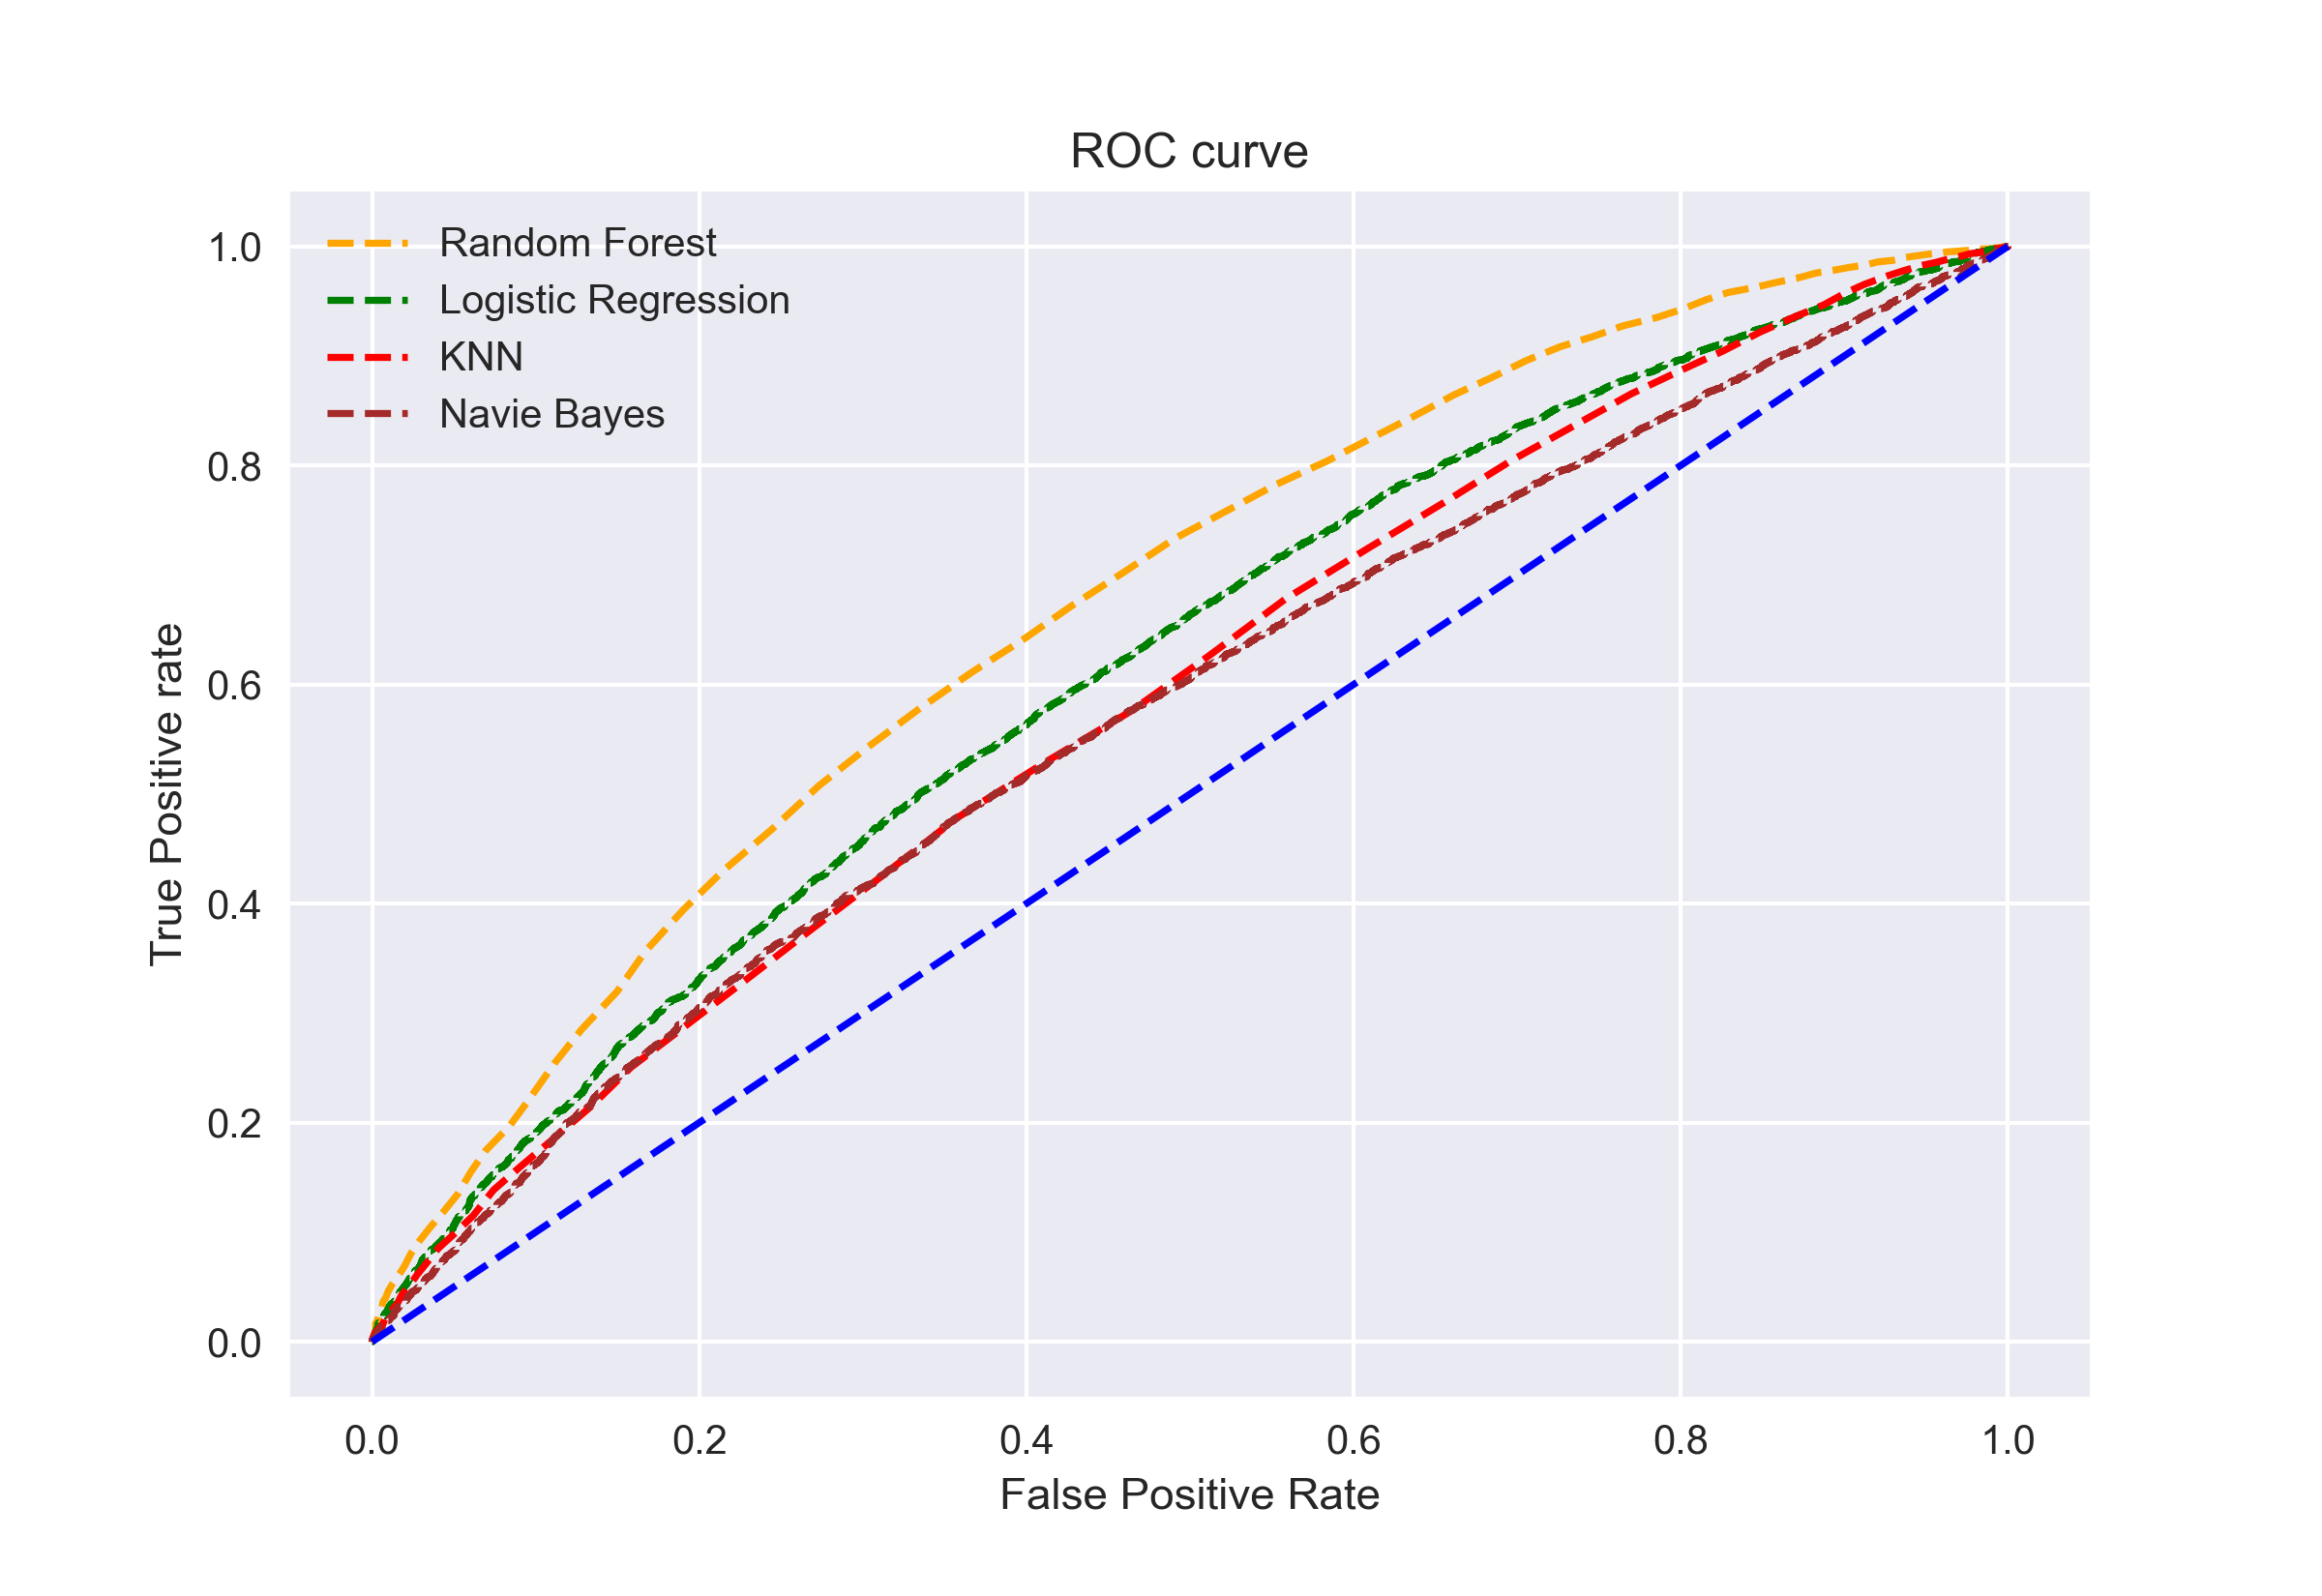 ROC curve
Random Forest
Logistic Regression
KNN
Navie Bayes
True Positive rate
1.0
0.8
0.6
0.4
0.2
0.0
0.0 0.2 0.4 0.6 0.8 1.0
False Positive Rate